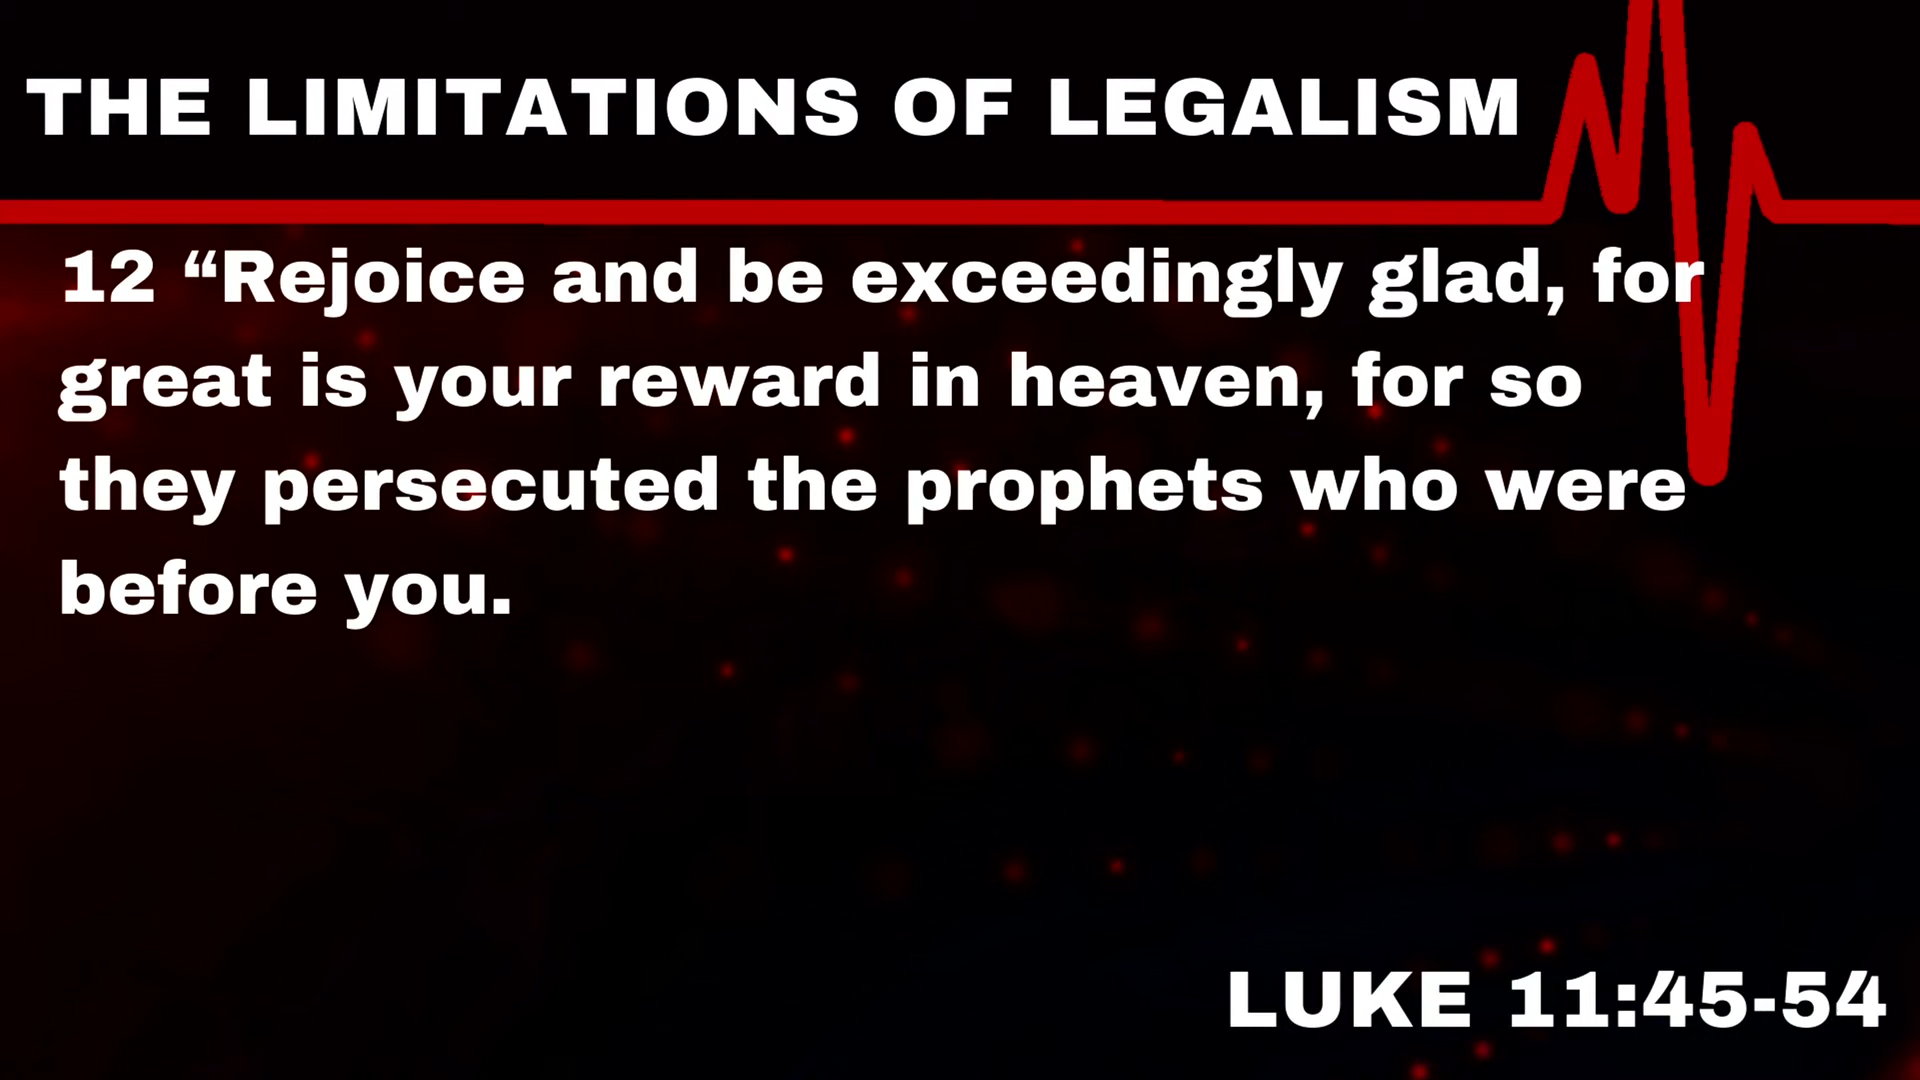 THE LIMITATIONS OF LEGALISM
12 “Rejoice and be exceedingly glad, for
great is your reward in heaven, for so
they persecuted the prophets who were
before you.
LUKE 11:45-54